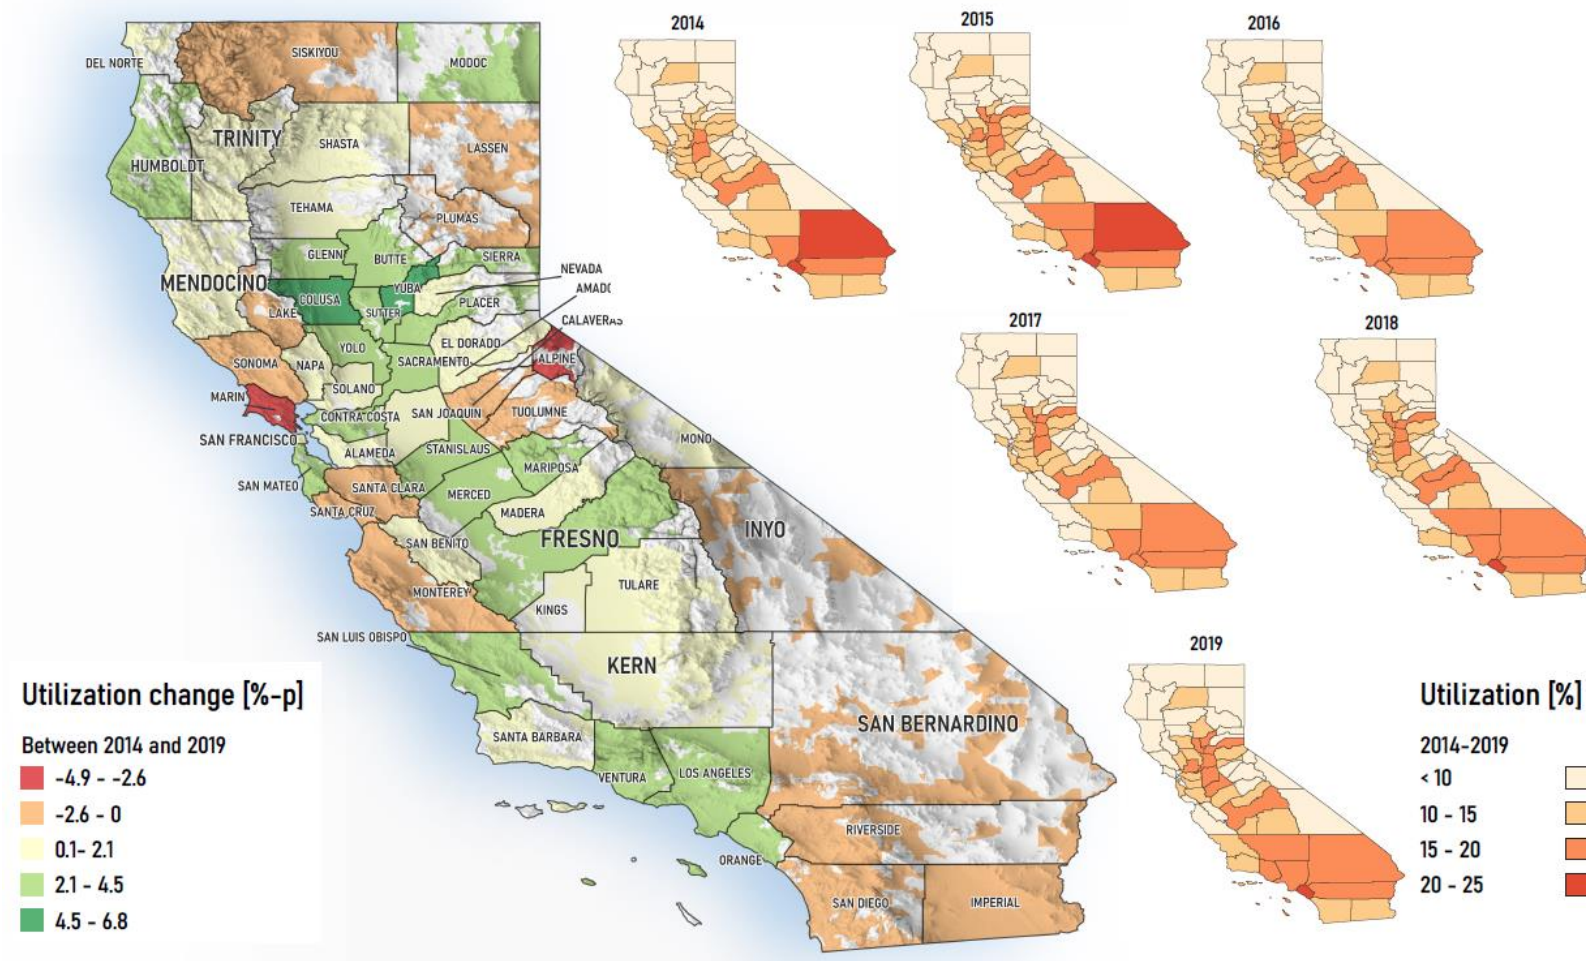 2014
2015
2016
DEL NORTE
SISKIYOU
MODOC
TRINITY
SHASTA
LASSEN
HUMBOLDT
TEHAMA
PLUMAS
GLENN
BUTTE
SIERRA
MENDOCINO
COLUSA
YUBA
NEVADA
LAKE
SUTTER
PLACER
AMADO
CALAVERAS
2017
2018
SONOMA
NAPA
YOLO
EL DORADO
SACRAMENTO
ALPINE
MARIN
SOLANO
CONTRA COSTA
SAN JOAQUIN
TUOLUMNE
SAN FRANCISCO
ALAMEDA
STANISLAUS
MONO
SAN MATEO
SANTA CLARA
MERCED
MARIPOSA
SANTA CRUZ
MADERA
SAN BENITO
FRESNO
INYO
MONTEREY
KINGS
TULARE
SAN LUIS OBISPO
KERN
2019
SAN BERNARDINO
SANTA BARBARA
VENTURA
LOS ANGELES
RIVERSIDE
ORANGE
SAN DIEGO
IMPERIAL
Utilization change [%-p]
Between 2014 and 2019
-4.9 - -2.6
-2.6 - 0
0.1- 2.1
2.1 - 4.5
4.5 - 6.8
Utilization [%]
2014-2019
< 10
10 - 15
15 - 20
20 - 25